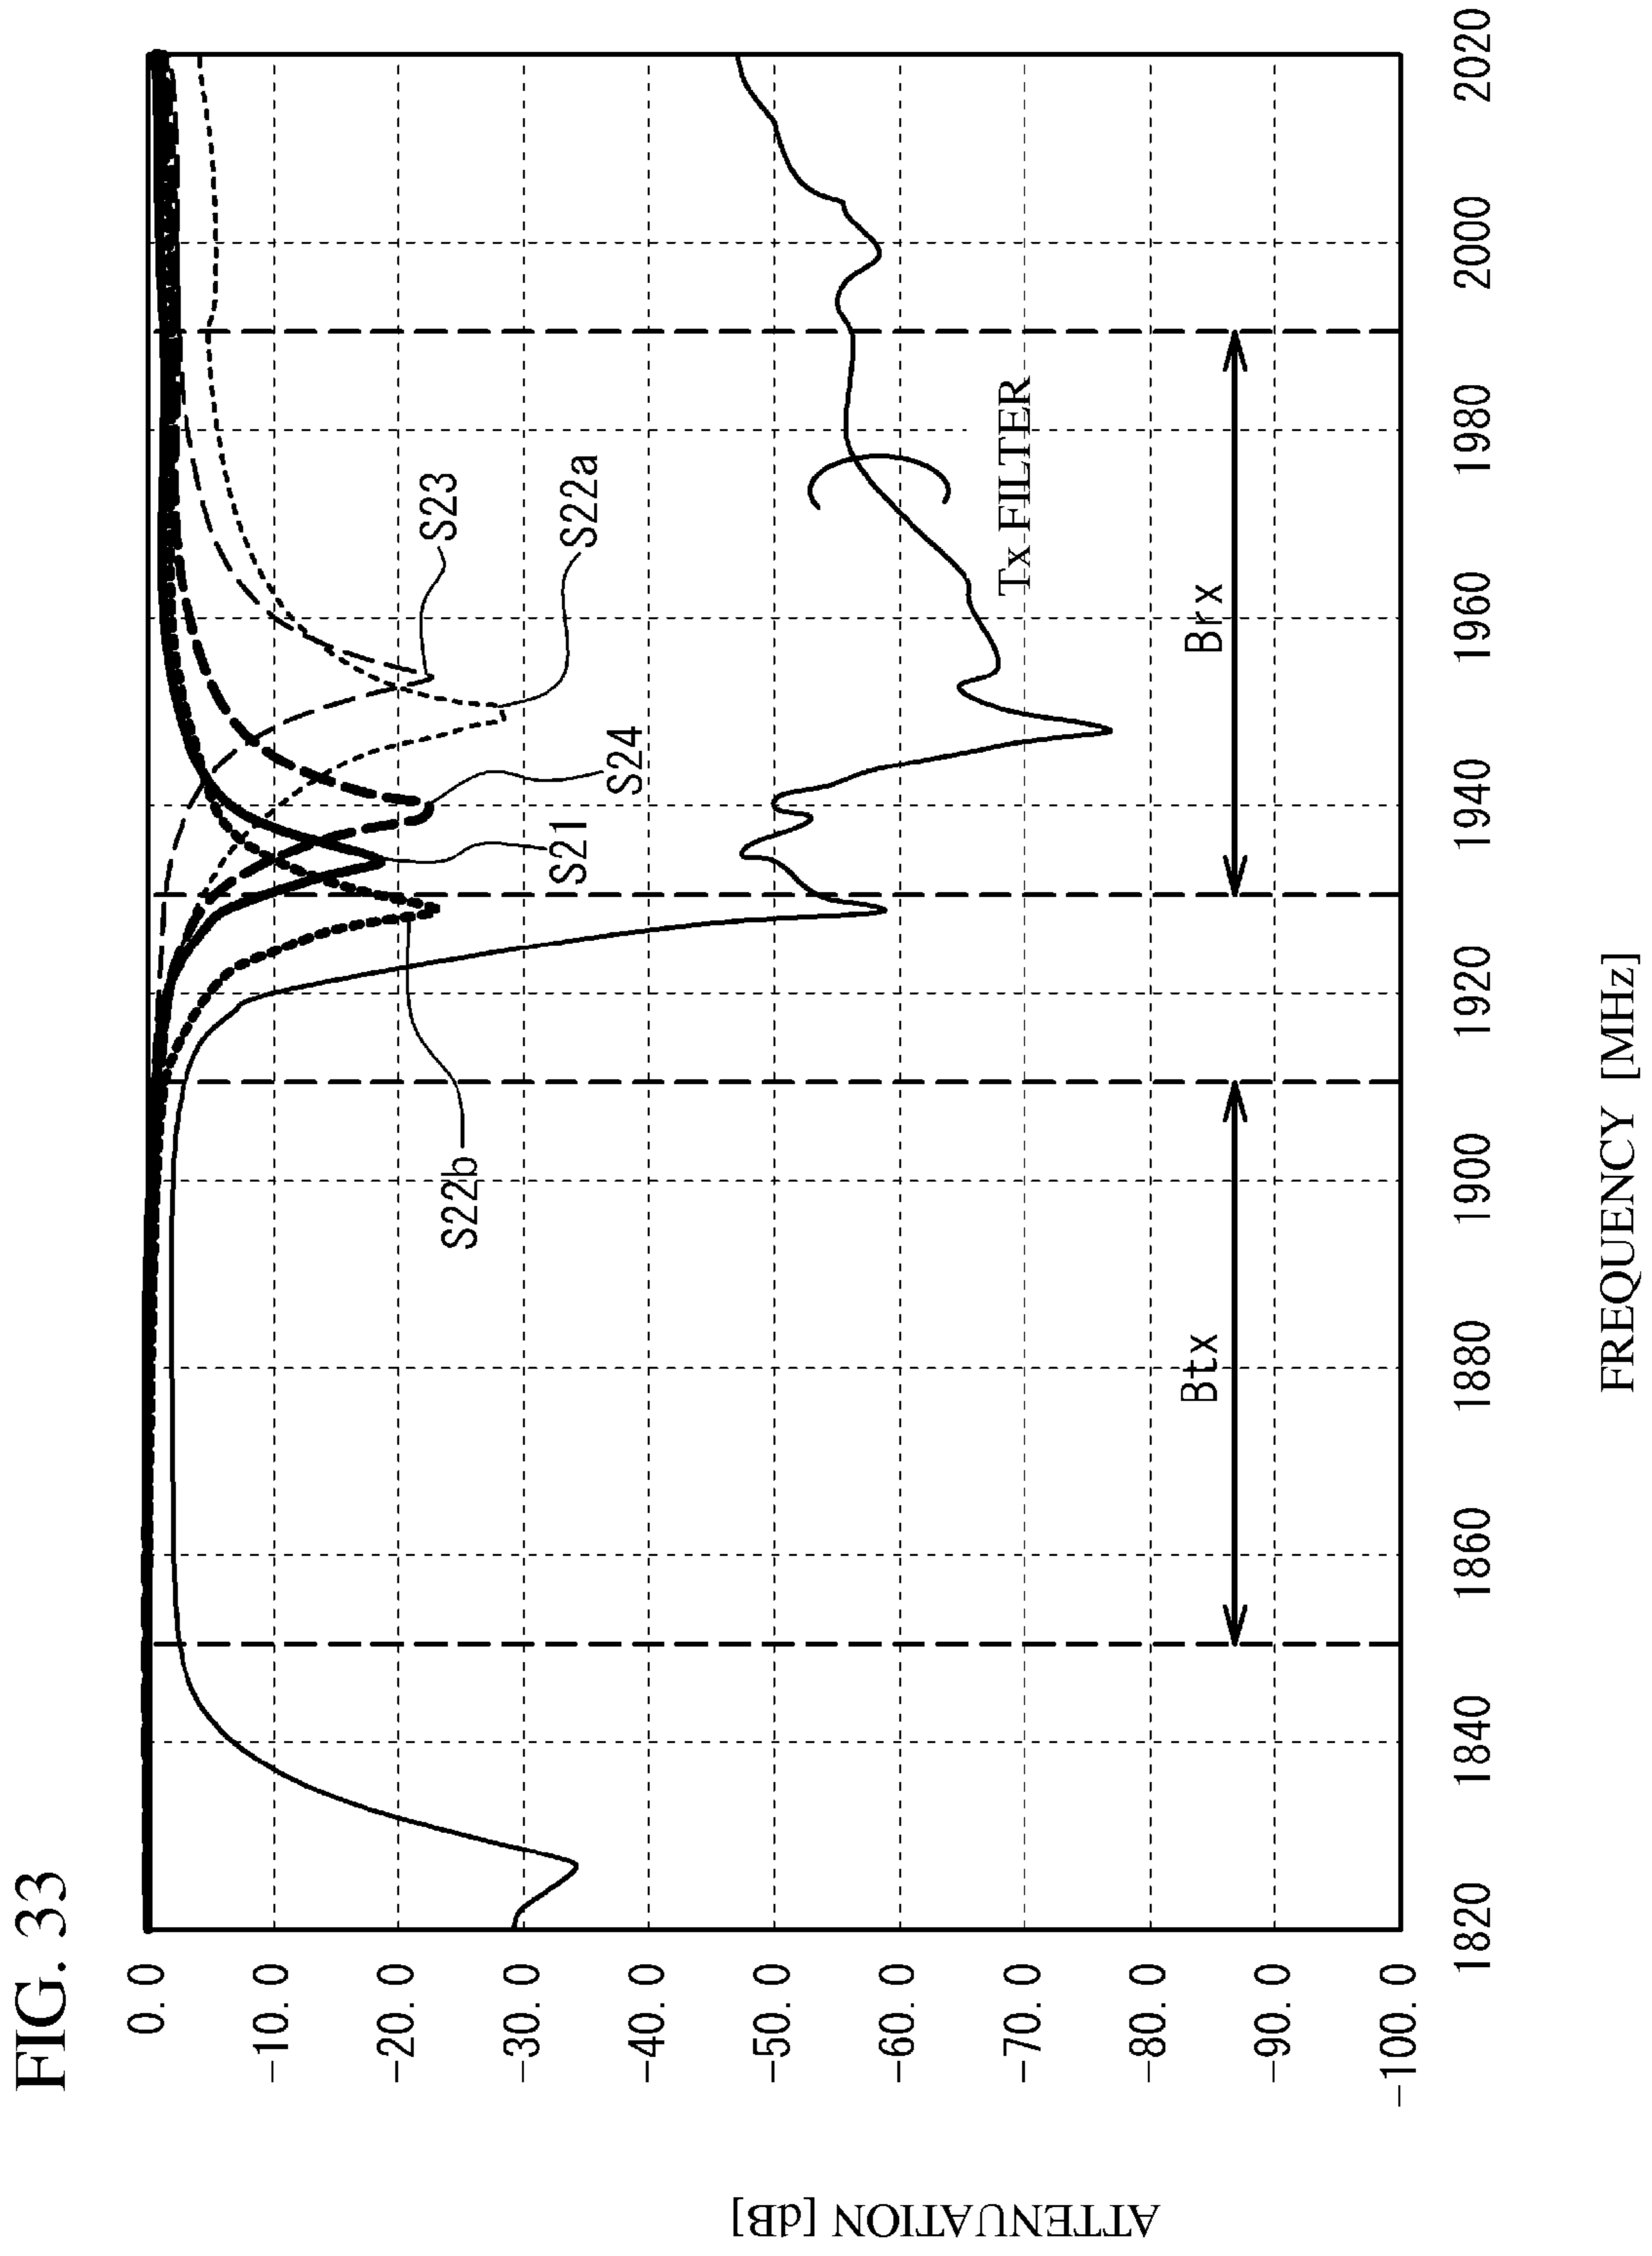 FIG. 33
ATTENUATION [dB]
0.0
-10.0
-20.0
-30.0
-40.0
-50.0
-60.0
-70.0
-80.0
-90.0
-100.0
S23
S22a
S24
S21
S22b
Tx FILTER
Btx
Brx
1820 1840 1860 1880 1900 1920 1940 1960 1980 2000 2020
FREQUENCY [MHz]